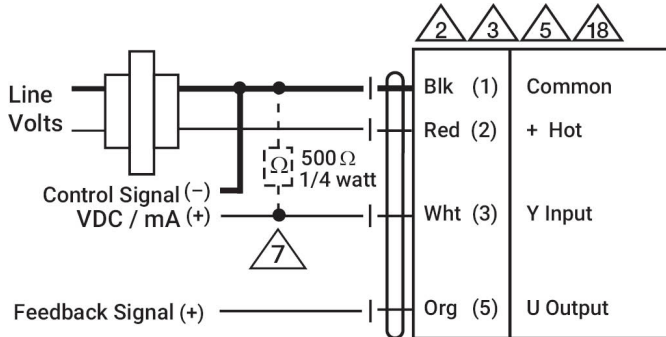 2 3 5 18
Line
Volts
Blk (1) Common
Red (2) + Hot
Ω 500 Ω
1/4 watt
Control Signal (−)
VDC / mA (+)
Wht (3) Y Input
7
Feedback Signal (+)
Org (5) U Output